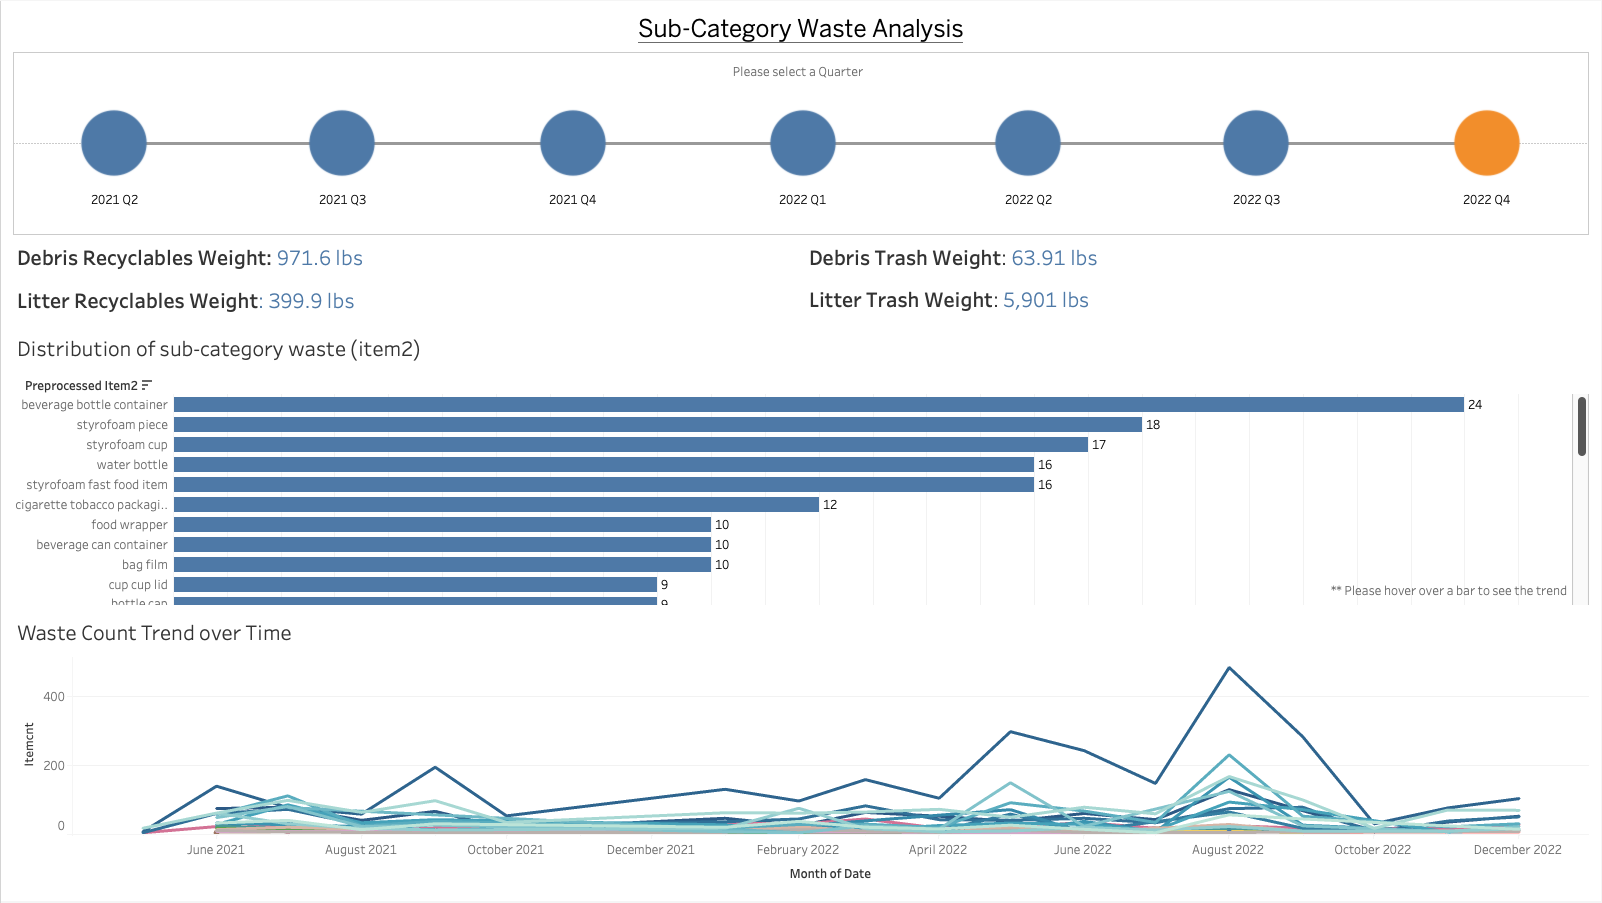 Sub-Category Waste Analysis
Please select a Quarter
2021 Q2 2021 Q3 2021 Q4 2022 Q1 2022 Q2 2022 Q3 2022 Q4
Debris Recyclables Weight: 971.6 lbs
Debris Trash Weight: 63.91 lbs
Litter Recyclables Weight: 399.9 lbs
Litter Trash Weight: 5,901 lbs
Distribution of sub-category waste (item2)
Preprocessed Item2
beverage bottle container 24
styrofoam piece 18
styrofoam cup 17
water bottle 16
styrofoam fast food item 16
cigarette tobacco packagi.. 12
food wrapper 10
beverage can container 10
bag film 10
cup cup lid 9
bottle cap 9
** Please hover over a bar to see the trend
Waste Count Trend over Time
Itemcnt
400
200
0
June 2021 August 2021 October 2021 December 2021 February 2022 April 2022 June 2022 August 2022 October 2022 December 2022
Month of Date